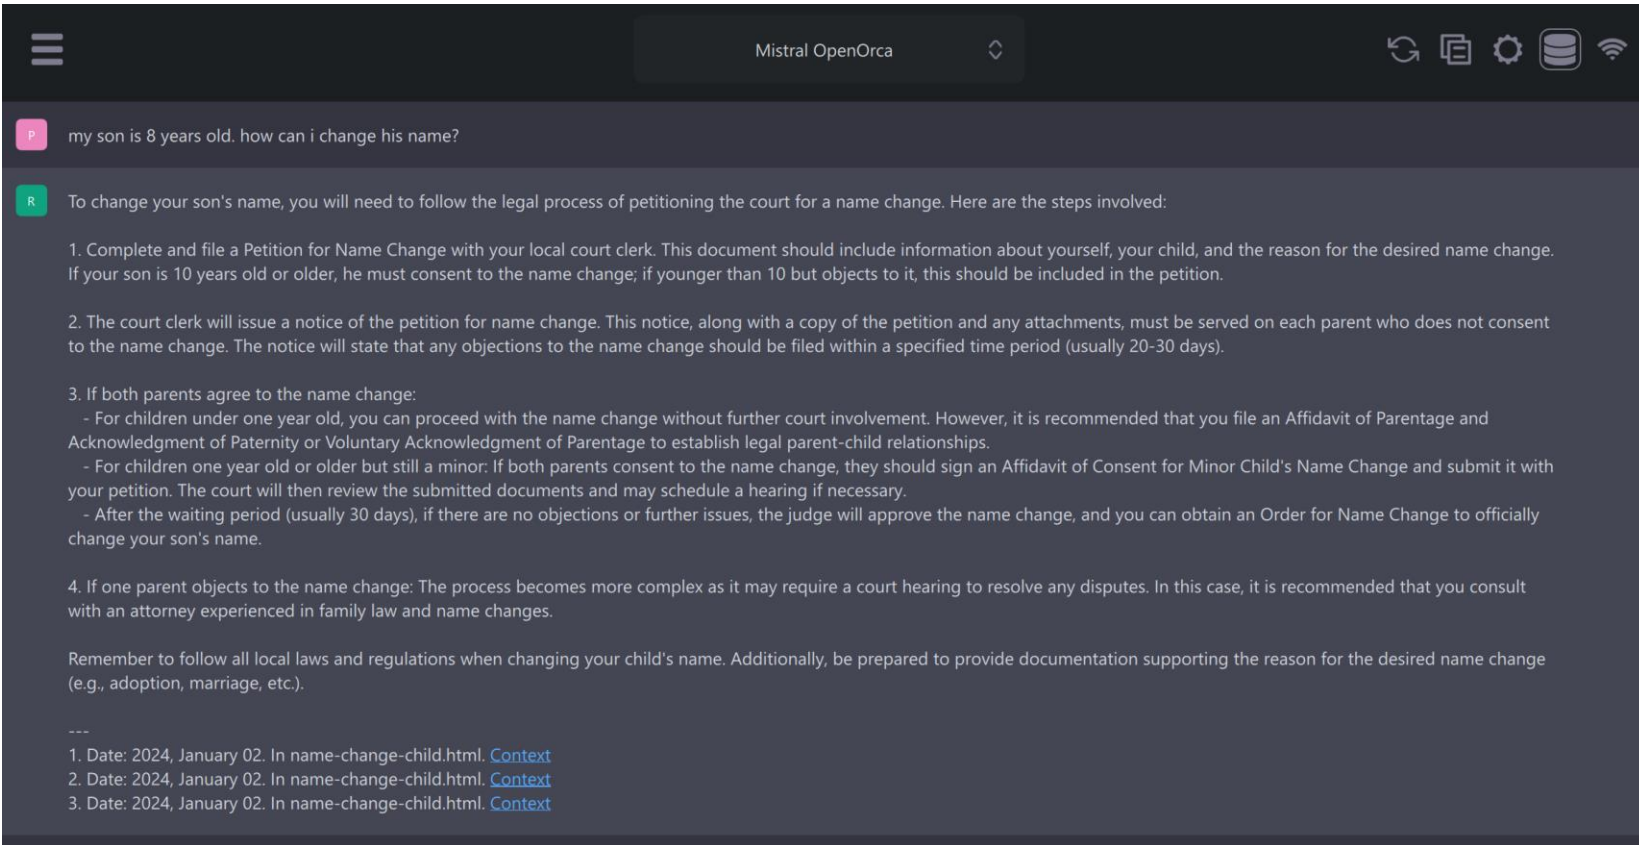 Mistral OpenOrca
P
my son is 8 years old. how can i change his name?
R
To change your son's name, you will need to follow the legal process of petitioning the court for a name change. Here are the steps involved:
1. Complete and file a Petition for Name Change with your local court clerk. This document should include information about yourself, your child, and the reason for the desired name change.
If your son is 10 years old or older, he must consent to the name change; if younger than 10 but objects to it, this should be included in the petition.
2. The court clerk will issue a notice of the petition for name change. This notice, along with a copy of the petition and any attachments, must be served on each parent who does not consent
to the name change. The notice will state that any objections to the name change should be filed within a specified time period (usually 20-30 days).
3. If both parents agree to the name change:
- For children under one year old, you can proceed with the name change without further court involvement. However, it is recommended that you file an Affidavit of Parentage and
Acknowledgment of Paternity or Voluntary Acknowledgment of Parentage to establish legal parent-child relationships.
- For children one year old or older but still a minor: If both parents consent to the name change, they should sign an Affidavit of Consent for Minor Child's Name Change and submit it with
your petition. The court will then review the submitted documents and may schedule a hearing if necessary.
- After the waiting period (usually 30 days), if there are no objections or further issues, the judge will approve the name change, and you can obtain an Order for Name Change to officially
change your son's name.
4. If one parent objects to the name change: The process becomes more complex as it may require a court hearing to resolve any disputes. In this case, it is recommended that you consult
with an attorney experienced in family law and name changes.
Remember to follow all local laws and regulations when changing your child's name. Additionally, be prepared to provide documentation supporting the reason for the desired name change
(e.g., adoption, marriage, etc.).
---
1. Date: 2024, January 02. In name-change-child.html. Context
2. Date: 2024, January 02. In name-change-child.html. Context
3. Date: 2024, January 02. In name-change-child.html. Context